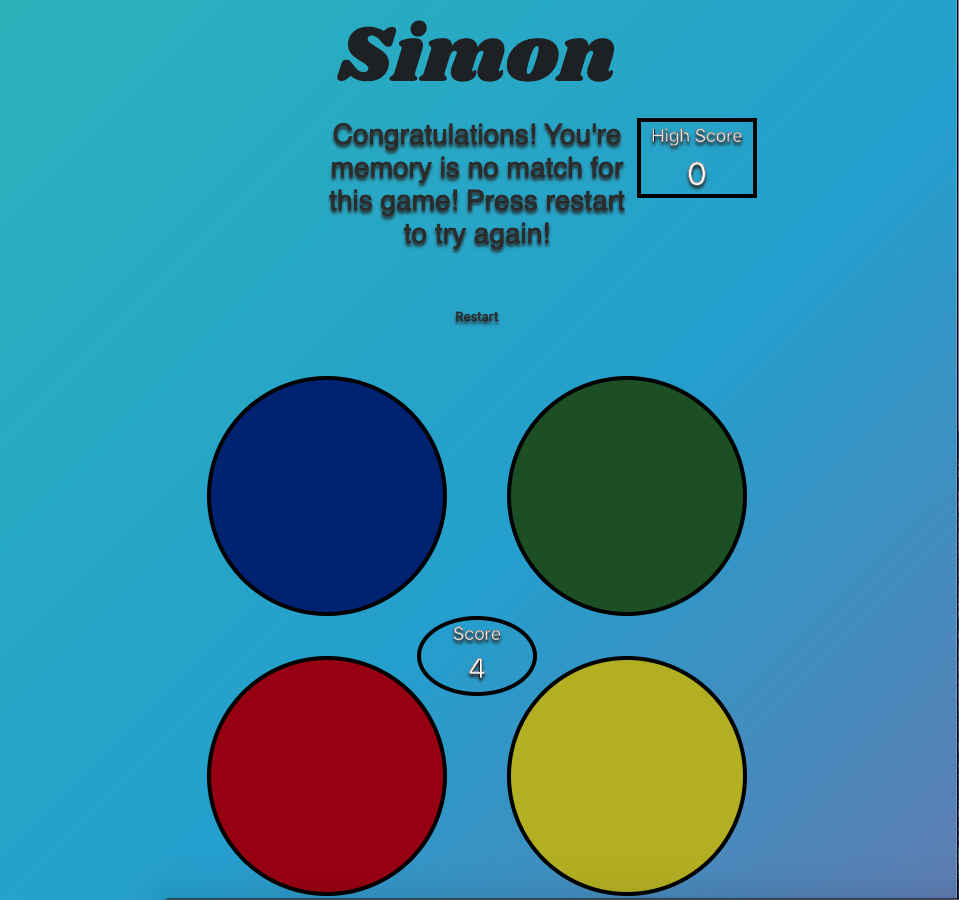 Simon
Congratulations! You're
memory is no match for
this game! Press restart
to try again!
High Score
0
Restart
Score
4